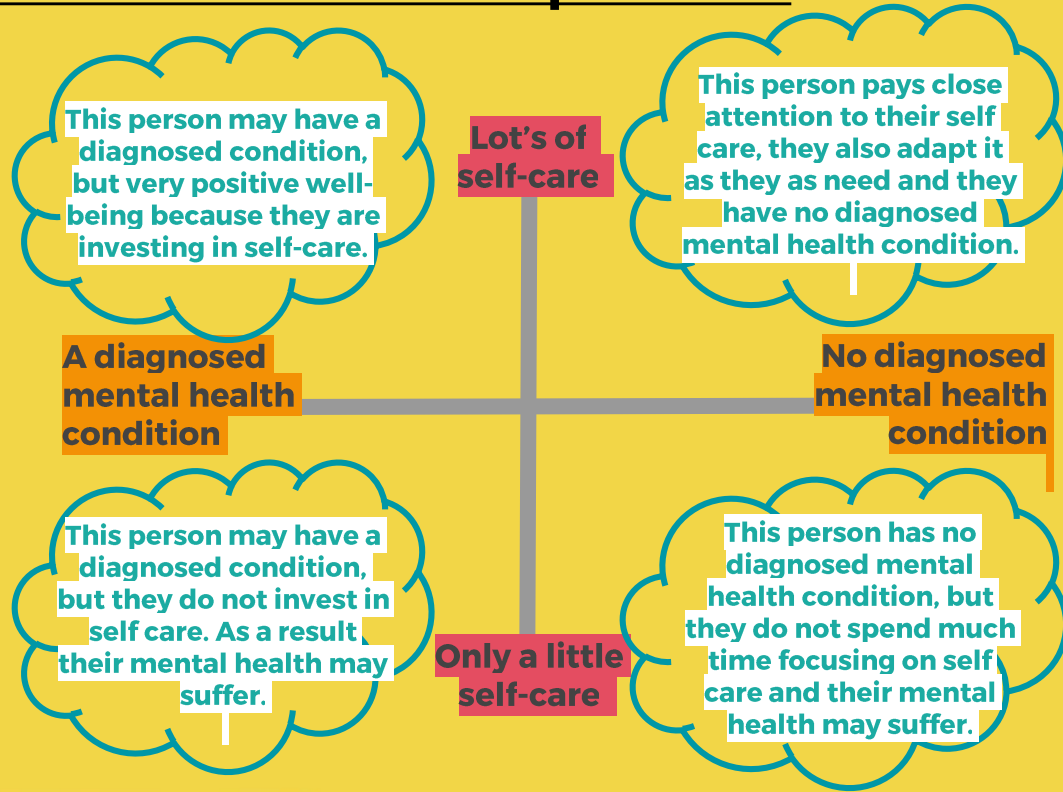 This person may have a
diagnosed condition,
but very positive well-
being because they are
investing in self-care.
Lot's of
self-care
This person pays close
attention to their self
care, they also adapt it
as they as need and they
have no diagnosed
mental health condition.
A diagnosed
mental health
condition
No diagnosed
mental health
condition
This person may have a
diagnosed condition,
but they do not invest in
self care. As a result
their mental health may
suffer.
Only a little
self-care
This person has no
diagnosed mental
health condition, but
they do not spend much
time focusing on self
care and their mental
health may suffer.